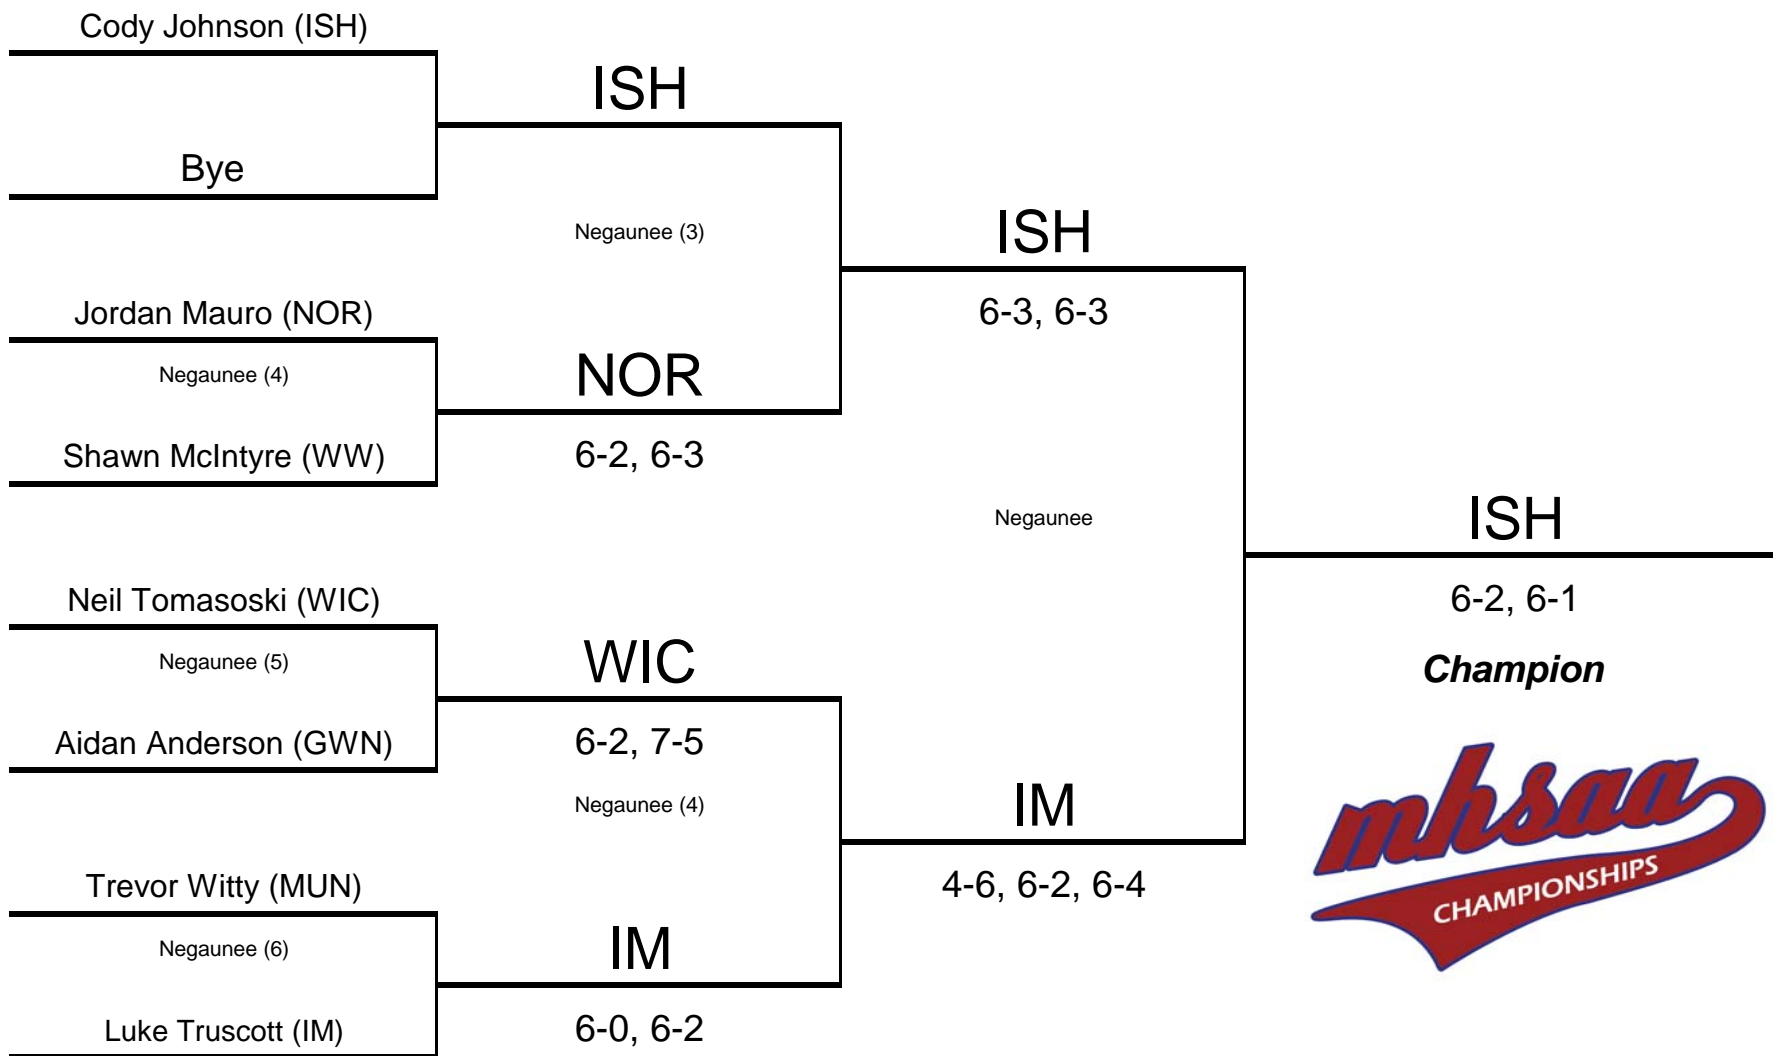 Cody Johnson (ISH)
ISH
Bye
Negaunee (3)
ISH
Jordan Mauro (NOR)
6-3, 6-3
Negaunee (4)
NOR
Shawn McIntyre (WW)
6-2, 6-3
Negaunee
ISH
Neil Tomasoski (WIC)
6-2, 6-1
Negaunee (5)
WIC
Champion
Aidan Anderson (GWN)
6-2, 7-5
Negaunee (4)
IM
mhsaa
CHAMPIONSHIPS
Trevor Witty (MUN)
4-6, 6-2, 6-4
Negaunee (6)
IM
Luke Truscott (IM)
6-0, 6-2